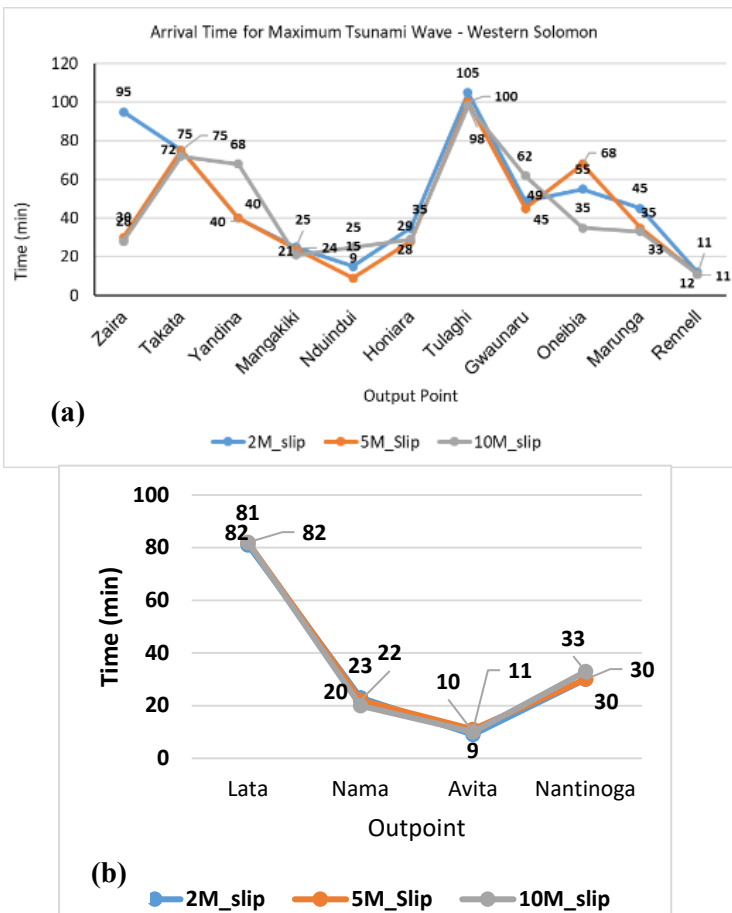 Arrival Time for Maximum Tsunami Wave - Western Solomon
Time (min)
120
100
80
60
40
20
0
95
30
28
75
75
72
68
40
40
25
24
21
25
15
9
35
29
28
105
100
98
62
49
45
68
55
35
45
35
33
11
12
11
Zaira
Takata
Yandina
Mangakiki
Nduindui
Honiara
Tulaghi
Gwaunaru
Oneibia
Marunga
Rennell
Output Point
(a)
2M_slip 5M_Slip 10M_slip
Time (min)
100
80
60
40
20
0
81
82
82
23
22
20
10
11
9
33
30
30
Lata Nama Avita Nantinoga
Outpoint
(b)
2M_slip 5M_Slip 10M_slip